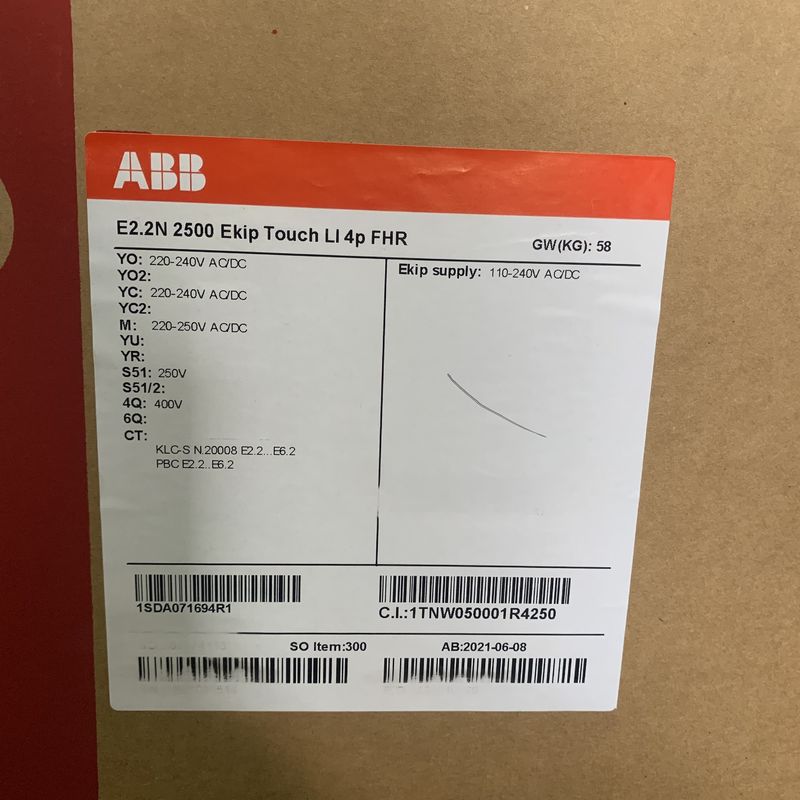 ABB
E2.2N 2500 Ekip Touch LI 4p FHR
GW(KG): 58
YO: 220-240V AC/DC
YO2:
YC: 220-240V AC/DC
YC2:
M: 220-250V AC/DC
YU:
YR:
S51: 250V
S51/2:
4Q: 400V
6Q:
CT:
KLC-S N.20008 E2.2...E6.2
PBC E2.2..E6.2
Ekip supply: 110-240V AC/DC
1SDA071694R1
C.I.:1TNW050001R4250
SO Item:300
AB:2021-06-08